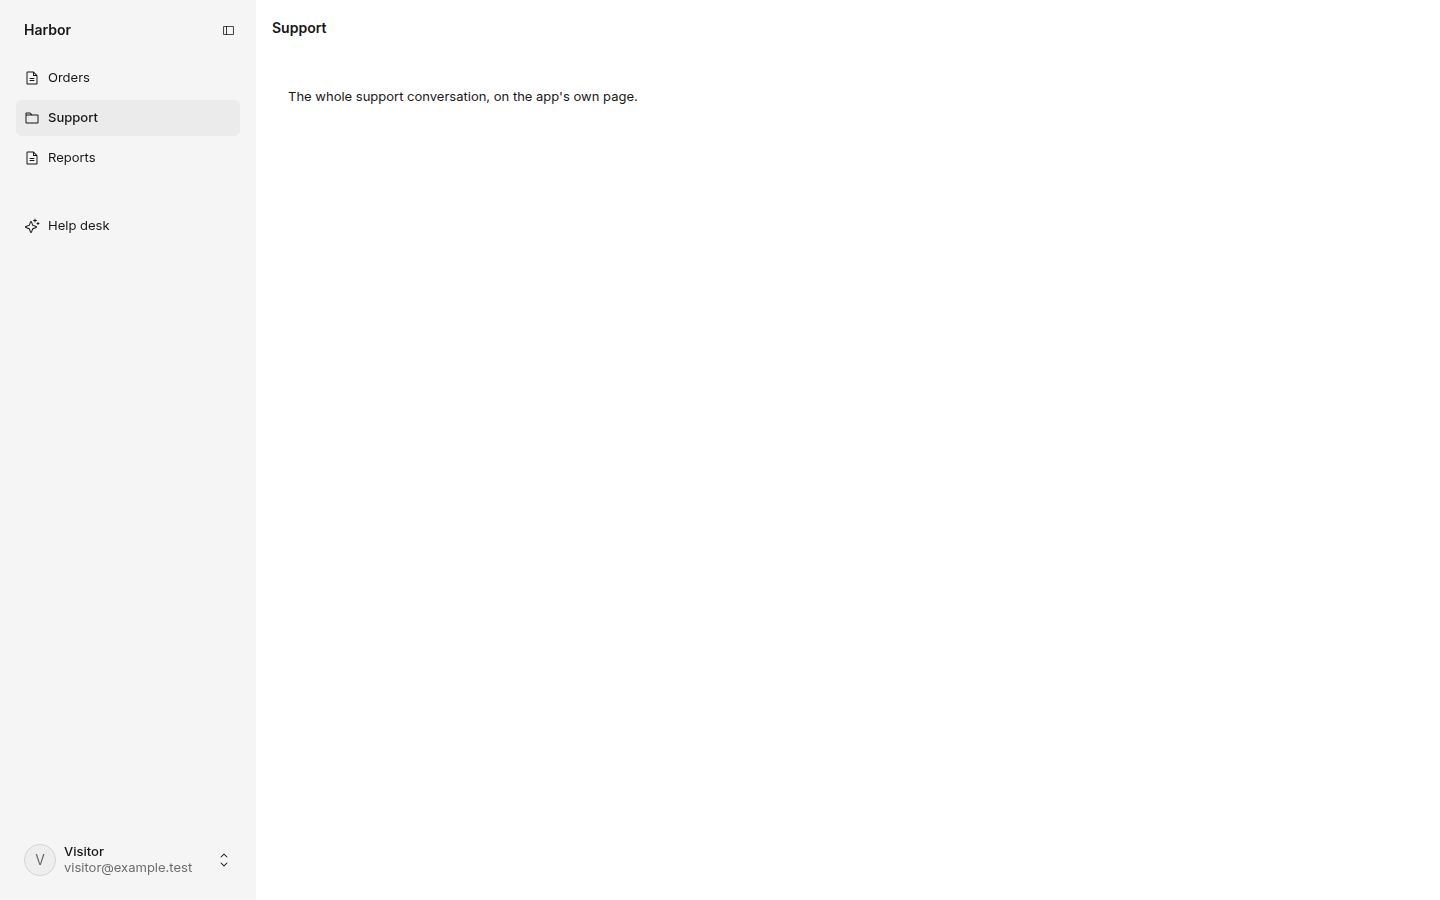 Harbor
Orders
Support
Reports
Help desk
V
Visitor
visitor@example.test
Support
The whole support conversation, on the app's own page.